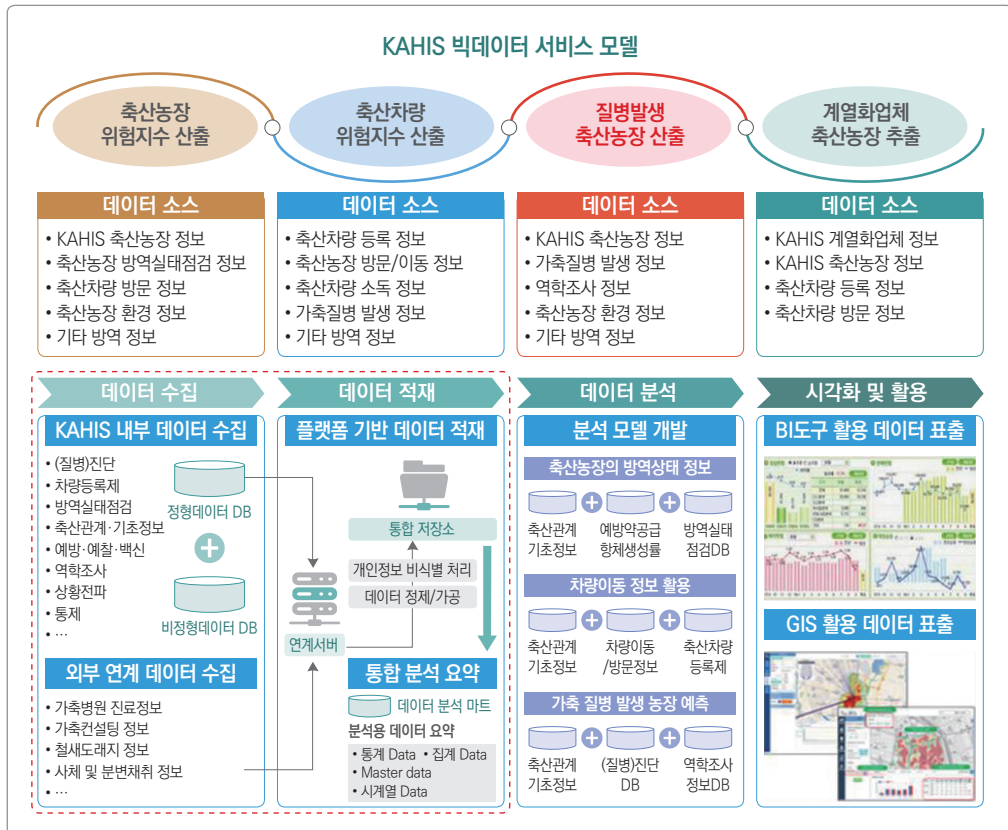 KAHIS 빅데이터 서비스 모델
축산농장
위험지수 산출
축산차량
위험지수 산출
질병발생
축산농장 산출
계열화업체
축산농장 추출
데이터 소스
• KAHIS 축산농장 정보
• 축산농장 방역실태점검 정보
• 축산차량 방문 정보
• 축산농장 환경 정보
• 기타 방역 정보
데이터 소스
• 축산차량 등록 정보
• 축산농장 방문/이동 정보
• 축산차량 소독 정보
• 가축질병 발생 정보
• 기타 방역 정보
데이터 소스
• KAHIS 축산농장 정보
• 가축질병 발생 정보
• 역학조사 정보
• 축산농장 환경 정보
• 기타 방역 정보
데이터 소스
• KAHIS 계열화업체 정보
• KAHIS 축산농장 정보
• 축산차량 등록 정보
• 축산차량 방문 정보
데이터 수집
KAHIS 내부 데이터 수집
• (질병)진단
• 차량등록제
• 방역실태점검
• 축산관계·기초정보
• 예방·예찰·백신
• 역학조사
• 상황전파
• 통제
• …
정형데이터 DB
비정형데이터 DB
외부 연계 데이터 수집
• 가축병원 진료정보
• 가축컨설팅 정보
• 철새도래지 정보
• 사체 및 분변채취 정보
• …
데이터 적재
플랫폼 기반 데이터 적재
통합 저장소
개인정보 비식별 처리
데이터 정제/가공
연계서버
통합 분석 요약
데이터 분석 마트
분석용 데이터 요약
• 통계 Data • 집계 Data
• Master data
• 시계열 Data
데이터 분석
분석 모델 개발
축산농장의 방역상태 정보
축산관계
기초정보
예방약공급
항체생성률
방역실태
점검DB
차량이동 정보 활용
축산관계
기초정보
차량이동
/방문정보
축산차량
등록제
가축 질병 발생 농장 예측
축산관계
기초정보
(질병)진단
DB
역학조사
정보DB
시각화 및 활용
BI도구 활용 데이터 표출
GIS 활용 데이터 표출